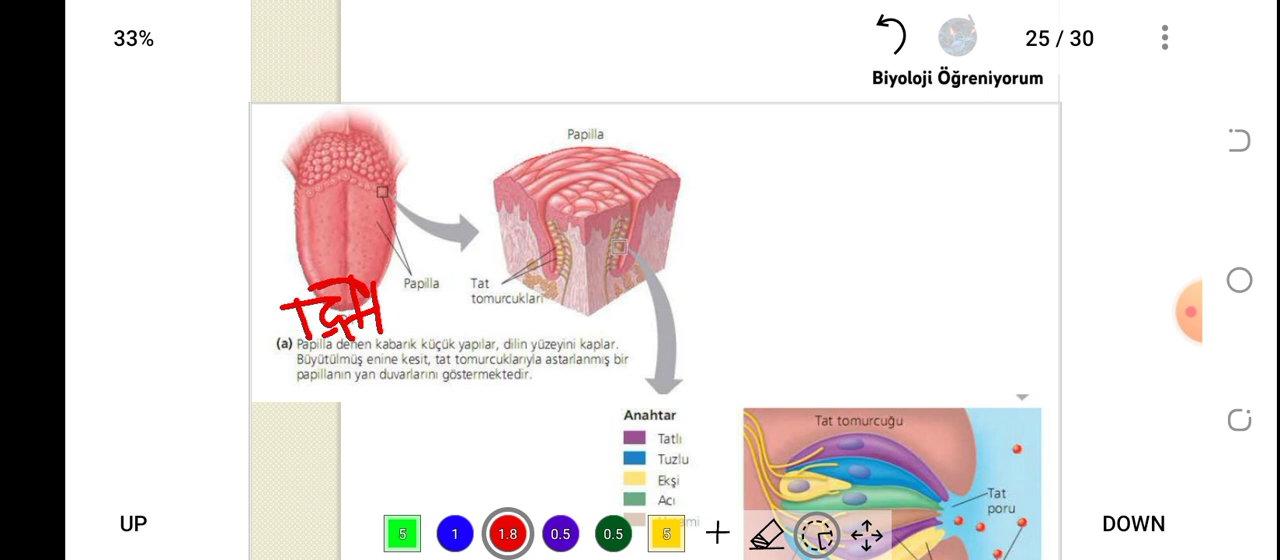 33%
25 / 30
Biyoloji Öğreniyorum
Papilla
Papilla
Tat
tomurcukları
(a) Papilla denen kabarık küçük yapılar, dilin yüzeyini kaplar.
Büyütülmüş enine kesit, tat tomurcuklarıyla astarlanmış bir
papillanın yan duvarlarını göstermektedir.
Anahtar
Tatlı
Tuzlu
Ekşi
Acı
Tat tomurcuğu
Tat
poru
UP
5
1
1.8
0.5
0.5
5
DOWN